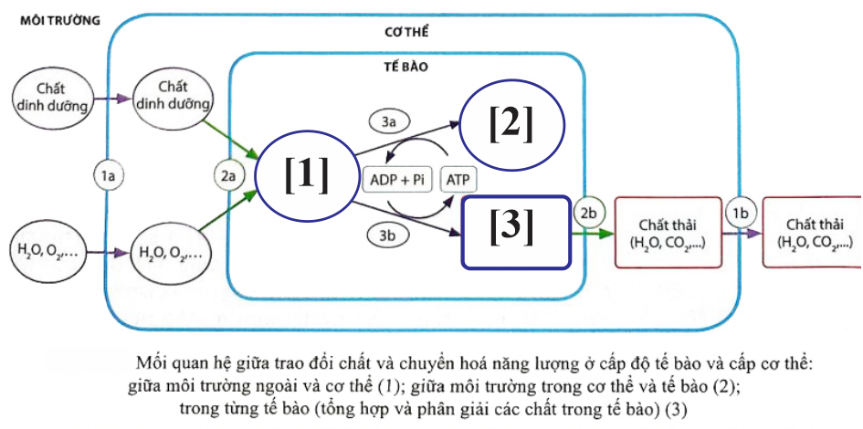 MÔI TRƯỜNG
CƠ THỂ
TẾ BÀO
Chất
dinh dưỡng
Chất
dinh dưỡng
3a
[2]
1a
2a
[1]
ADP + Pi
ATP
3b
[3]
2b
1b
H₂O, O₂,...
H₂O, O₂,...
Chất thải
(H₂O, CO₂,...)
Chất thải
(H₂O, CO₂,...)
Mối quan hệ giữa trao đổi chất và chuyển hoá năng lượng ở cấp độ tế bào và cấp cơ thể:
giữa môi trường ngoài và cơ thể (1); giữa môi trường trong cơ thể và tế bào (2);
trong từng tế bào (tổng hợp và phân giải các chất trong tế bào) (3)